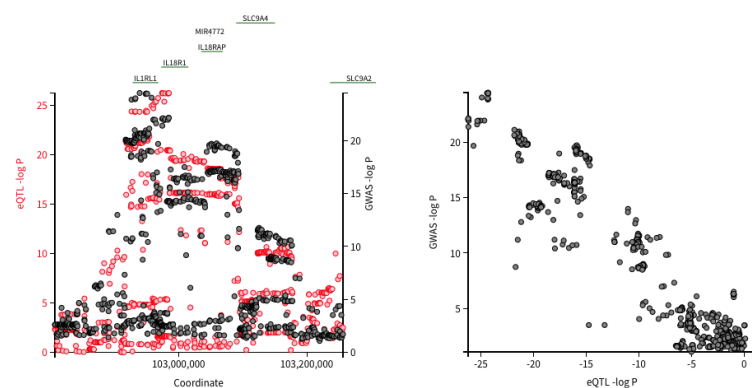 SLC9A4
MIR4772
IL18RAP
IL18R1
IL1RL1
SLC9A2
25
20
15
10
5
0
eQTL -log P
20
15
10
5
0
GWAS -log P
103,000,000
103,200,000
Coordinate
20
15
10
5
GWAS -log P
-25
-20
-15
-10
-5
0
eQTL -log P